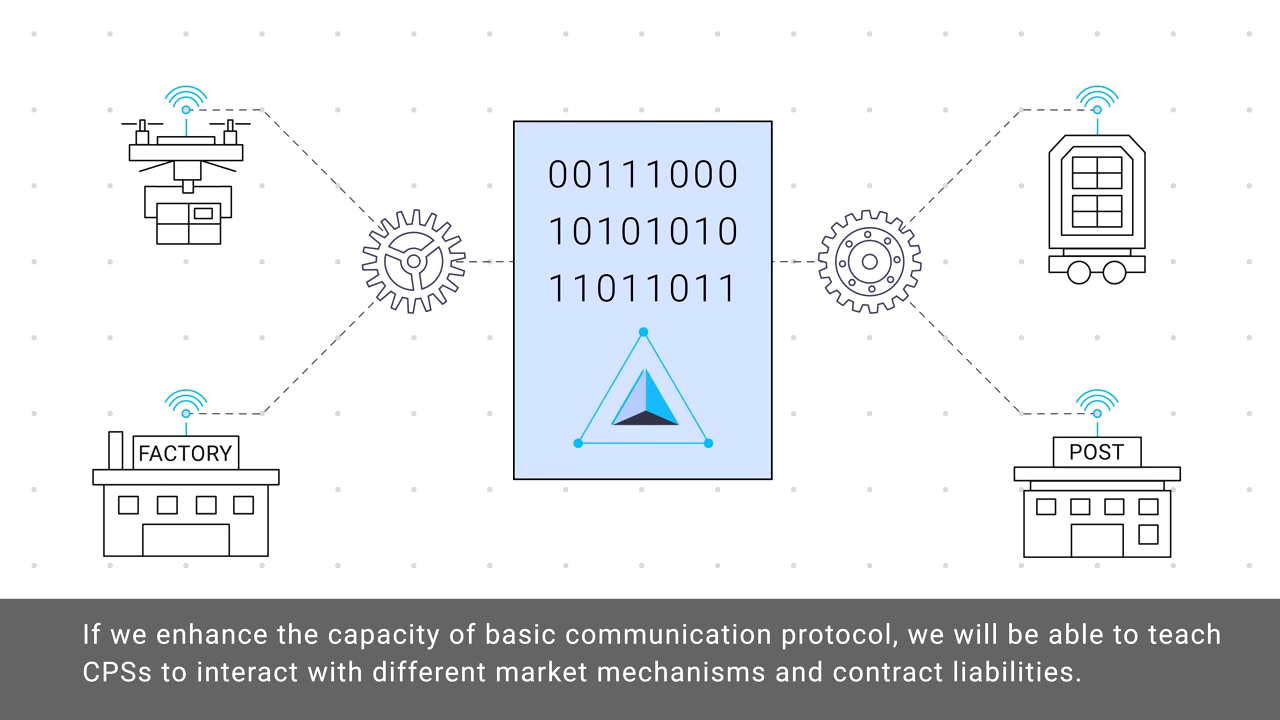 00111000
10101010
11011011
FACTORY
POST
If we enhance the capacity of basic communication protocol, we will be able to teach
CPSs to interact with different market mechanisms and contract liabilities.